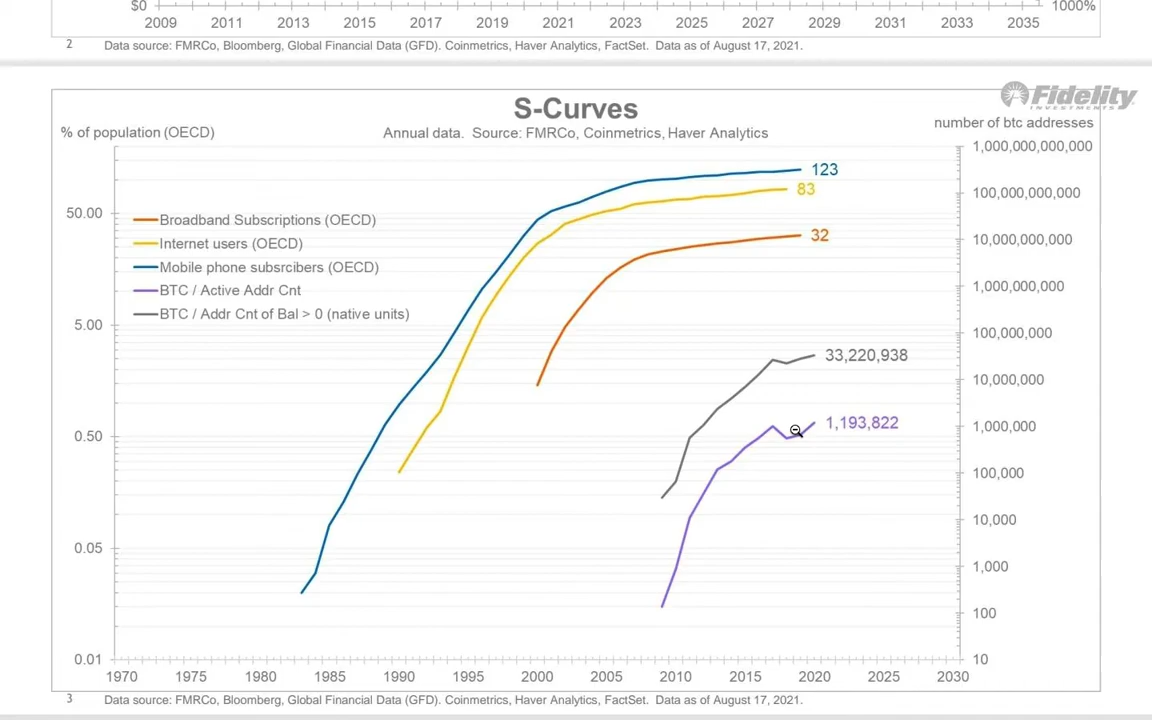 $0
1000%
2009 2011 2013 2015 2017 2019 2021 2023 2025 2027 2029 2031 2033 2035
2 Data source: FMRCo, Bloomberg, Global Financial Data (GFD). Coinmetrics, Haver Analytics, FactSet. Data as of August 17, 2021.
Fidelity
INVESTMENTS
S-Curves
% of population (OECD)
Annual data. Source: FMRCo, Coinmetrics, Haver Analytics
number of btc addresses
50.00
5.00
0.50
0.05
0.01
Broadband Subscriptions (OECD)
Internet users (OECD)
Mobile phone subsrcibers (OECD)
BTC / Active Addr Cnt
BTC / Addr Cnt of Bal > 0 (native units)
123
83
32
33,220,938
1,193,822
1,000,000,000,000
100,000,000,000
10,000,000,000
1,000,000,000
100,000,000
10,000,000
1,000,000
100,000
10,000
1,000
100
10
1970 1975 1980 1985 1990 1995 2000 2005 2010 2015 2020 2030
3 Data source: FMRCo, Bloomberg, Global Financial Data (GFD). Coinmetrics, Haver Analytics, FactSet. Data as of August 17, 2021.